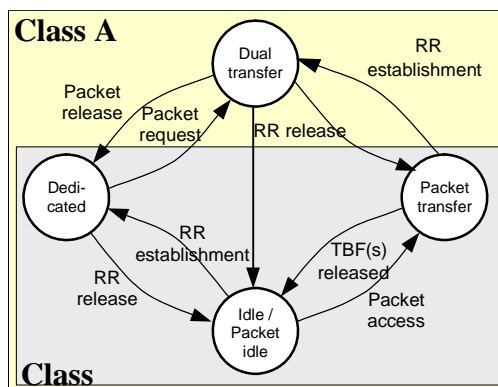 Class A
Dual
transfer
RR
establishment
Packet
release
Packet
request
RR release
Dedi-
cated
Packet
transfer
RR
establishment
TBF(s)
released
RR
release
Packet
access
Idle /
Packet
idle
Class